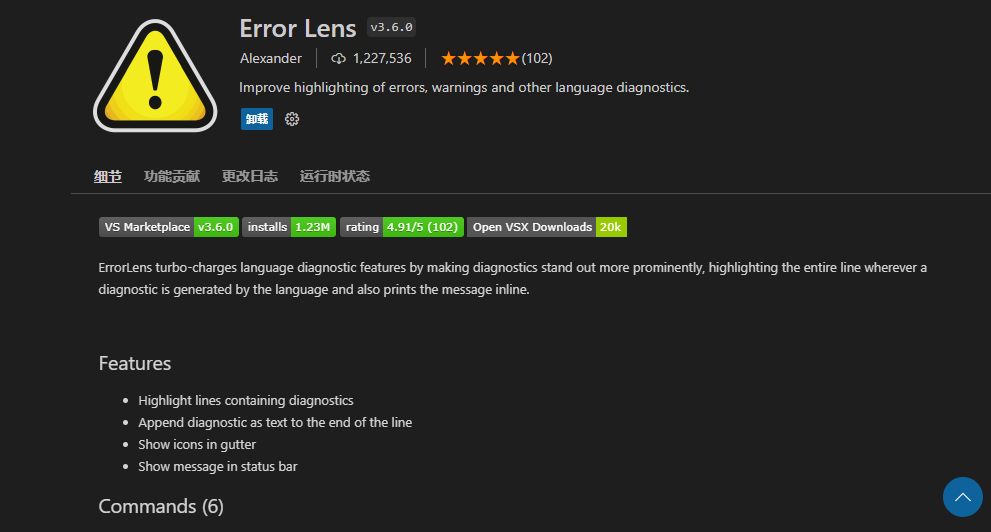 Error Lens v3.6.0
Alexander 1,227,536 ★★★★★(102)
Improve highlighting of errors, warnings and other language diagnostics.
卸载
细节 功能贡献 更改日志 运行时状态
VS Marketplace v3.6.0 installs 1.23M rating 4.91/5 (102) Open VSX Downloads 20k
ErrorLens turbo-charges language diagnostic features by making diagnostics stand out more prominently, highlighting the entire line wherever a
diagnostic is generated by the language and also prints the message inline.
Features
• Highlight lines containing diagnostics
• Append diagnostic as text to the end of the line
• Show icons in gutter
• Show message in status bar
Commands (6)